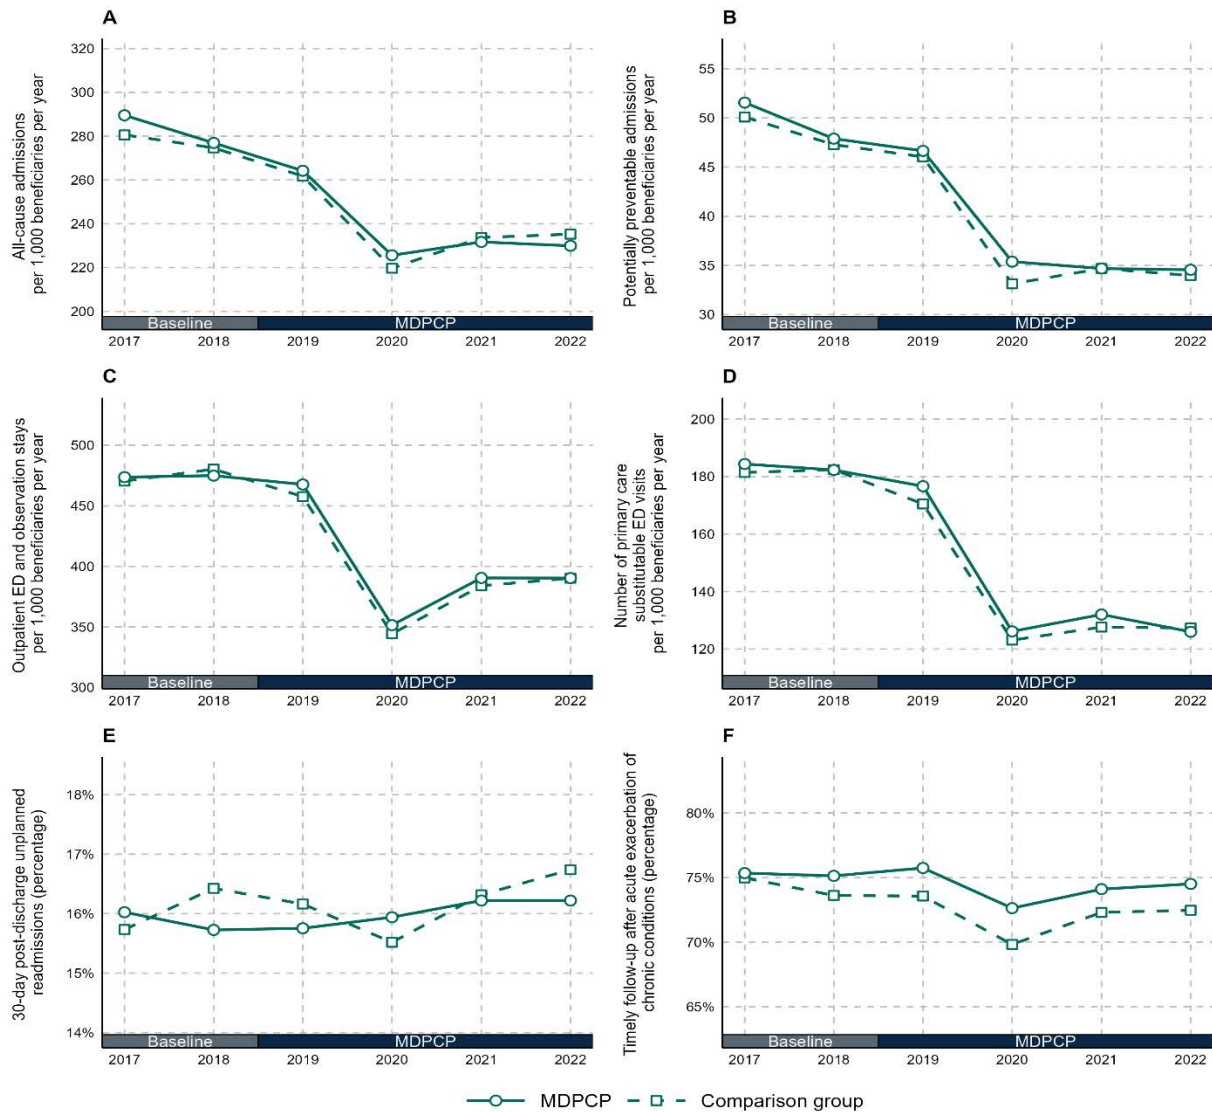 A
All-cause admissions
per 1,000 beneficiaries per year
320
300
280
260
240
220
200
Baseline
MDPCP
2017 2018 2019 2020 2021 2022
B
Potentially preventable admissions
per 1,000 beneficiaries per year
55
50
45
40
35
30
Baseline
MDPCP
2017 2018 2019 2020 2021 2022
C
Outpatient ED and observation stays
per 1,000 beneficiaries per year
500
450
400
350
300
Baseline
MDPCP
2017 2018 2019 2020 2021 2022
D
Number of primary care
substitutable ED visits
per 1,000 beneficiaries per year
200
180
160
140
120
Baseline
MDPCP
2017 2018 2019 2020 2021 2022
E
30-day post-discharge unplanned
readmissions (percentage)
18%
17%
16%
15%
14%
Baseline
MDPCP
2017 2018 2019 2020 2021 2022
F
Timely follow-up after acute exacerbation of
chronic conditions (percentage)
80%
75%
70%
65%
Baseline
MDPCP
2017 2018 2019 2020 2021 2022
MDPCP Comparison group